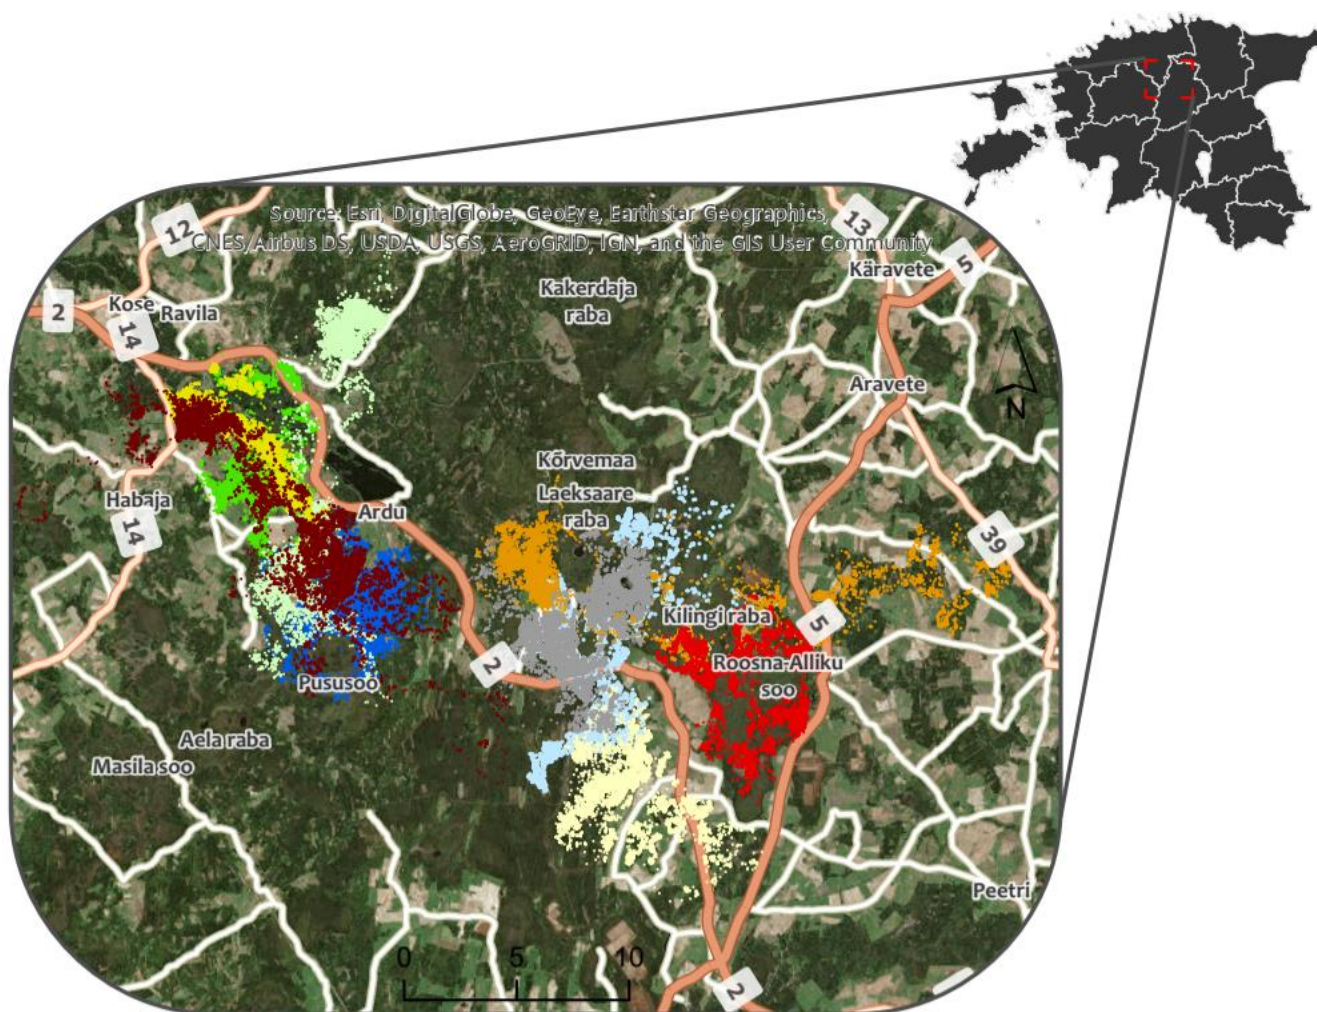 Source: Esri, DigitalGlobe, GeoEye, Earthstar Geographics,
CNES/Airbus DS, USDA, USGS, AeroGRID, IGN, and the GIS User Community
12
13
Käravete
5
Kakerdaja
raba
2
Kose
Ravila
14
Aravete
N
Kõrvemaa
Laeksaare
raba
Habaja
Ardu
14
39
Kilingi raba
5
2
Roosna-Alliku
soo
Pususoo
Aela raba
Masila soo
Peetri
0 5 10
2